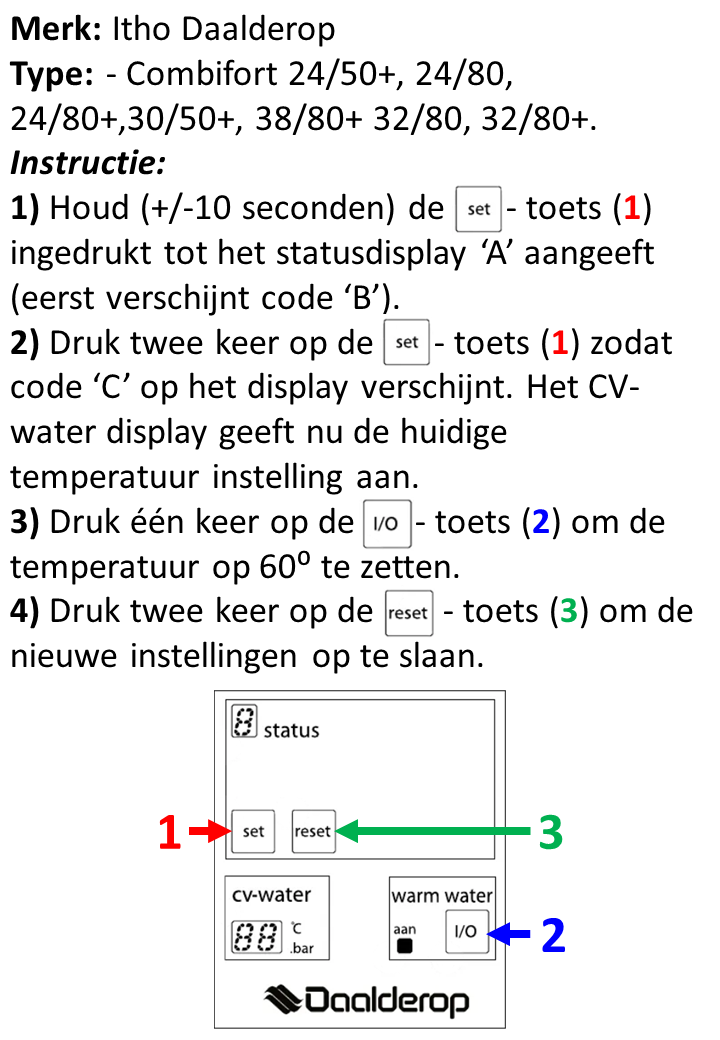 Merk: Itho Daalderop
Type: - Combifort 24/50+, 24/80,
24/80+,30/50+, 38/80+ 32/80, 32/80+.
Instructie:
1) Houd (+/-10 seconden) de set - toets (1)
ingedrukt tot het statusdisplay ‘A’ aangeeft
(eerst verschijnt code ‘B’).
2) Druk twee keer op de set - toets (1) zodat
code ‘C’ op het display verschijnt. Het CV-
water display geeft nu de huidige
temperatuur instelling aan.
3) Druk één keer op de I/O - toets (2) om de
temperatuur op 60⁰ te zetten.
4) Druk twee keer op de reset - toets (3) om de
nieuwe instellingen op te slaan.
8 status
1 set reset 3
cv-water
88 °C
.bar
warm water
aan I/O 2
Daalderop